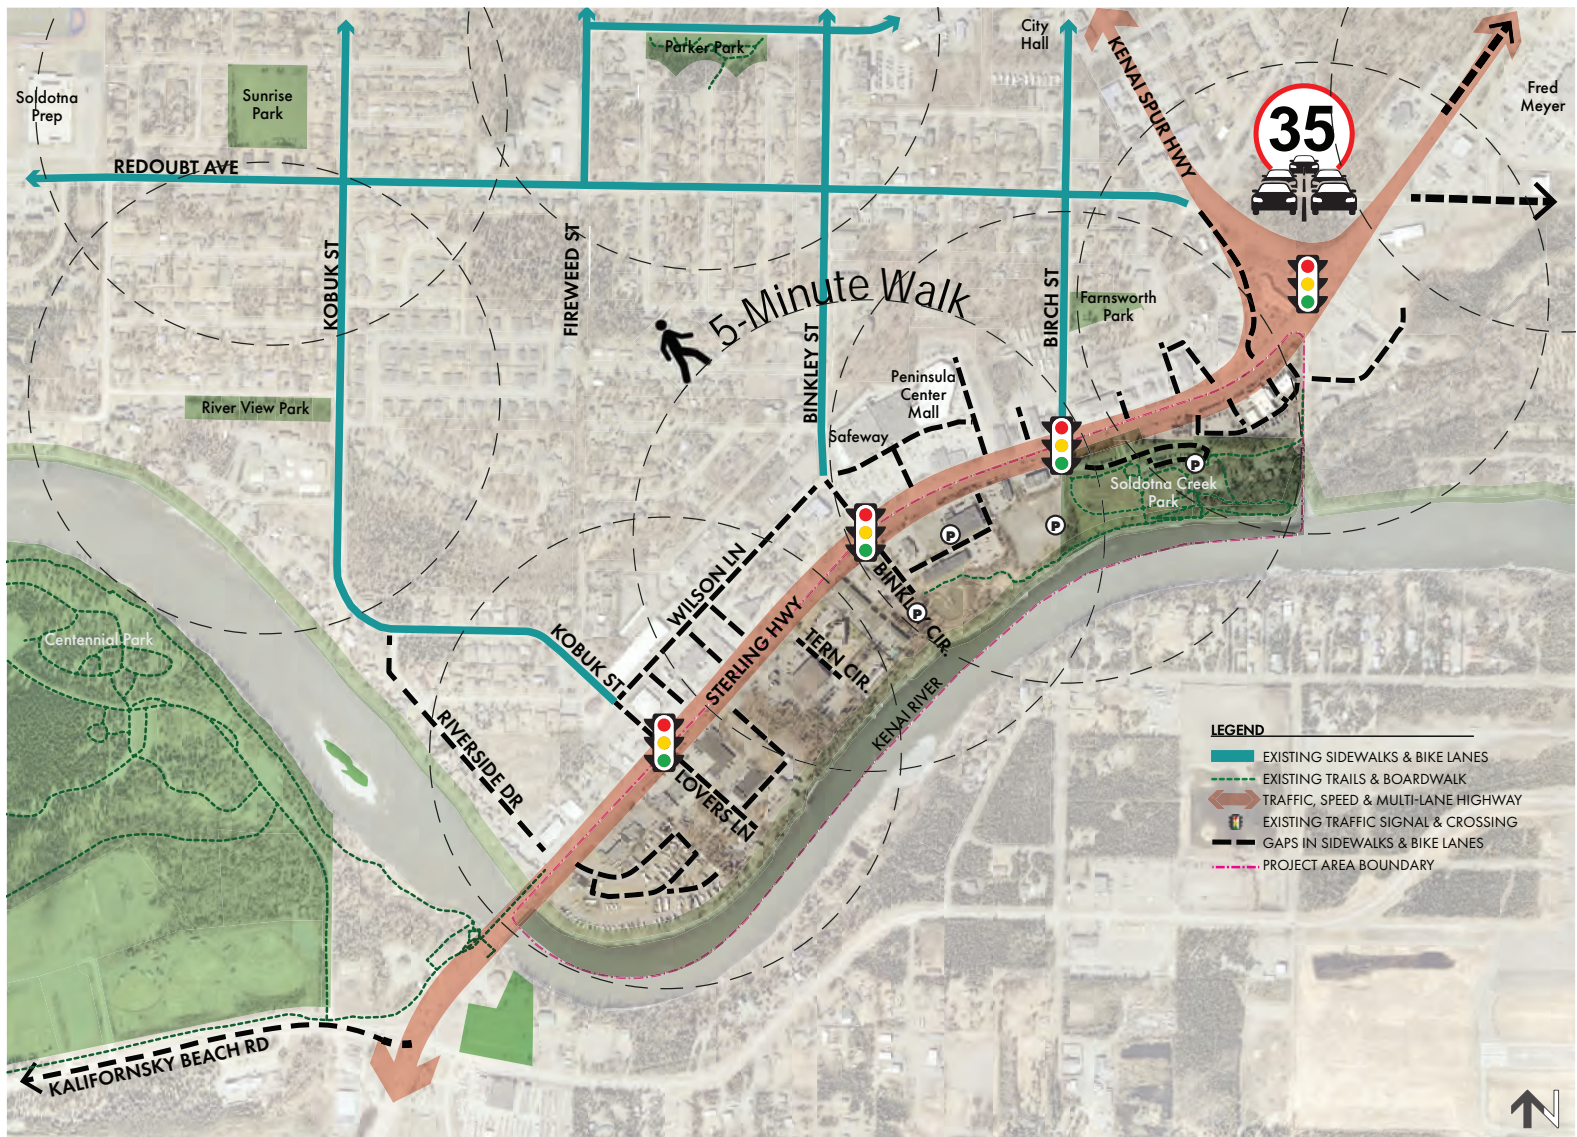 City
Hall
Parker Park
KENAI SPUR HWY
Soldotna
Prep
Sunrise
Park
Fred
Meyer
35
REDOUBT AVE
KOBUK ST
FIREWEED ST
BINKLEY ST
BIRCH ST
5-Minute Walk
Farnsworth
Park
River View Park
Peninsula
Center
Mall
Safeway
P
Soldotna Creek
Park
P
P
P
WILSON LN
BINKLEY CIR.
Centennial Park
KOBUK ST
STERLING HWY
TERN CIR.
KENAI RIVER
RIVERSIDE DR
LOVERS LN
LEGEND
EXISTING SIDEWALKS & BIKE LANES
EXISTING TRAILS & BOARDWALK
TRAFFIC, SPEED & MULTI-LANE HIGHWAY
EXISTING TRAFFIC SIGNAL & CROSSING
GAPS IN SIDEWALKS & BIKE LANES
PROJECT AREA BOUNDARY
KALIFORNSKY BEACH RD
N